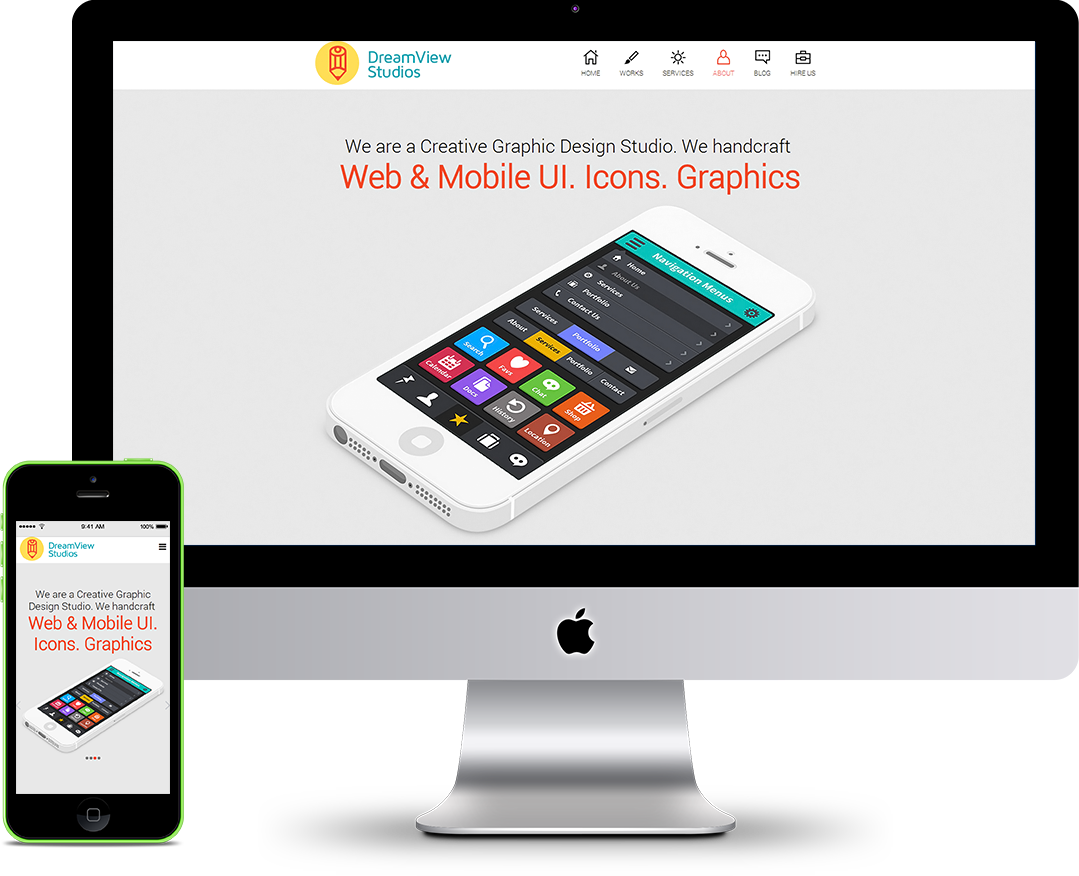 DreamView
Studios
HOME WORKS SERVICES ABOUT BLOG HIRE US
We are a Creative Graphic Design Studio. We handcraft
Web & Mobile UI. Icons. Graphics
Navigation Menus
Home
About Us
Services
Portfolio
Contact Us
Services Portfolio
About Services Portfolio Contact
Search Favs Chat Shop
Calendar Docs History Location
9:41 AM 100%
DreamView
Studios
We are a Creative Graphic
Design Studio. We handcraft
Web & Mobile UI.
Icons. Graphics